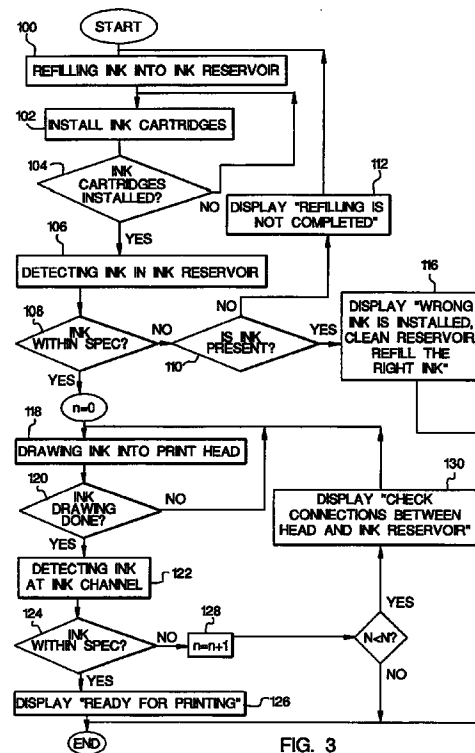 START
100
REFILLING INK INTO INK RESERVOIR
102
INSTALL INK CARTRIDGES
104
INK
CARTRIDGES
INSTALLED?
NO
YES
112
DISPLAY "REFILLING IS
NOT COMPLETED"
106
DETECTING INK IN INK RESERVOIR
108
INK
WITHIN SPEC?
NO
YES
110
IS INK
PRESENT?
NO
YES
116
DISPLAY "WRONG
INK IS INSTALLED,
CLEAN RESERVOIR
REFILL THE
RIGHT INK"
n=0
118
DRAWING INK INTO PRINT HEAD
120
INK
DRAWING
DONE?
NO
YES
130
DISPLAY "CHECK
CONNECTIONS BETWEEN
HEAD AND INK RESERVOIR"
DETECTING INK
AT INK CHANNEL
122
124
INK
WITHIN SPEC?
NO
YES
128
n=n+1
N<N'?
YES
NO
DISPLAY "READY FOR PRINTING"
126
END
FIG. 3